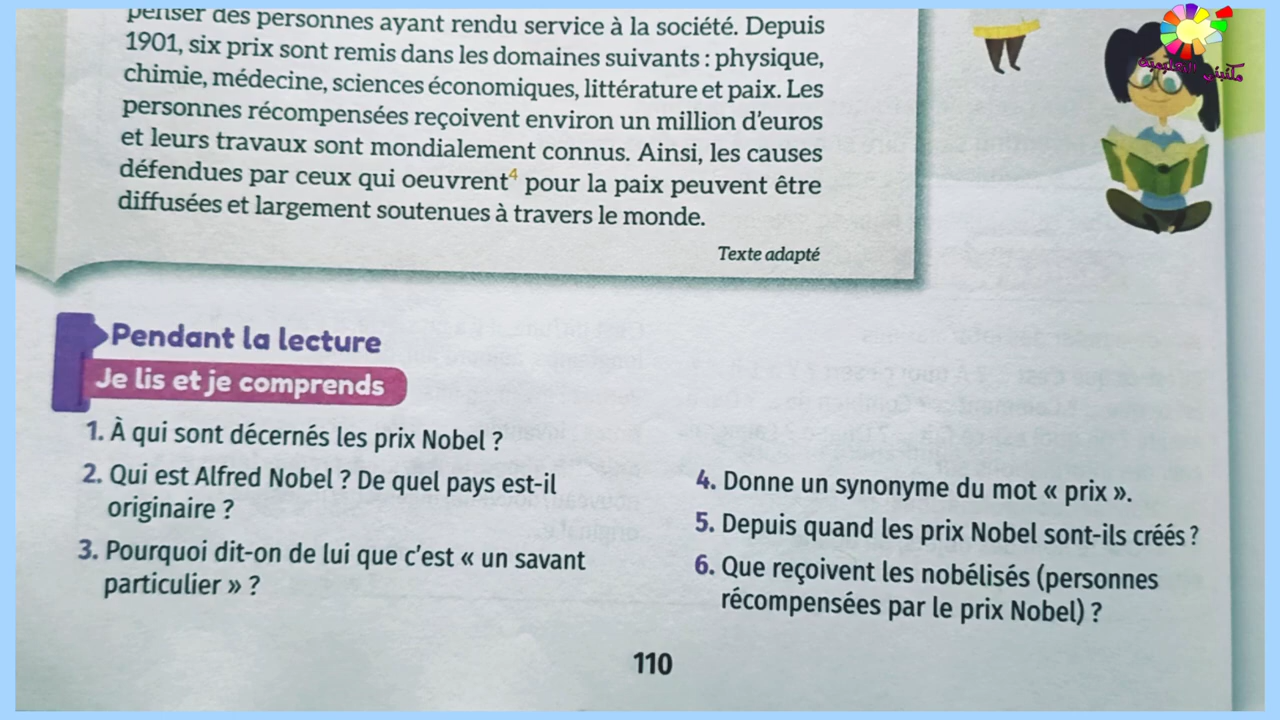 penser des personnes ayant rendu service à la société. Depuis
1901, six prix sont remis dans les domaines suivants : physique,
chimie, médecine, sciences économiques, littérature et paix. Les
personnes récompensées reçoivent environ un million d'euros
et leurs travaux sont mondialement connus. Ainsi, les causes
défendues par ceux qui oeuvrent⁴ pour la paix peuvent être
diffusées et largement soutenues à travers le monde.
Texte adapté
مكتبتي التعليمية
Pendant la lecture
Je lis et je comprends
1. À qui sont décernés les prix Nobel ?
2. Qui est Alfred Nobel ? De quel pays est-il
originaire ?
3. Pourquoi dit-on de lui que c'est « un savant
particulier » ?
4. Donne un synonyme du mot « prix ».
5. Depuis quand les prix Nobel sont-ils créés ?
6. Que reçoivent les nobélisés (personnes
récompensées par le prix Nobel) ?
110